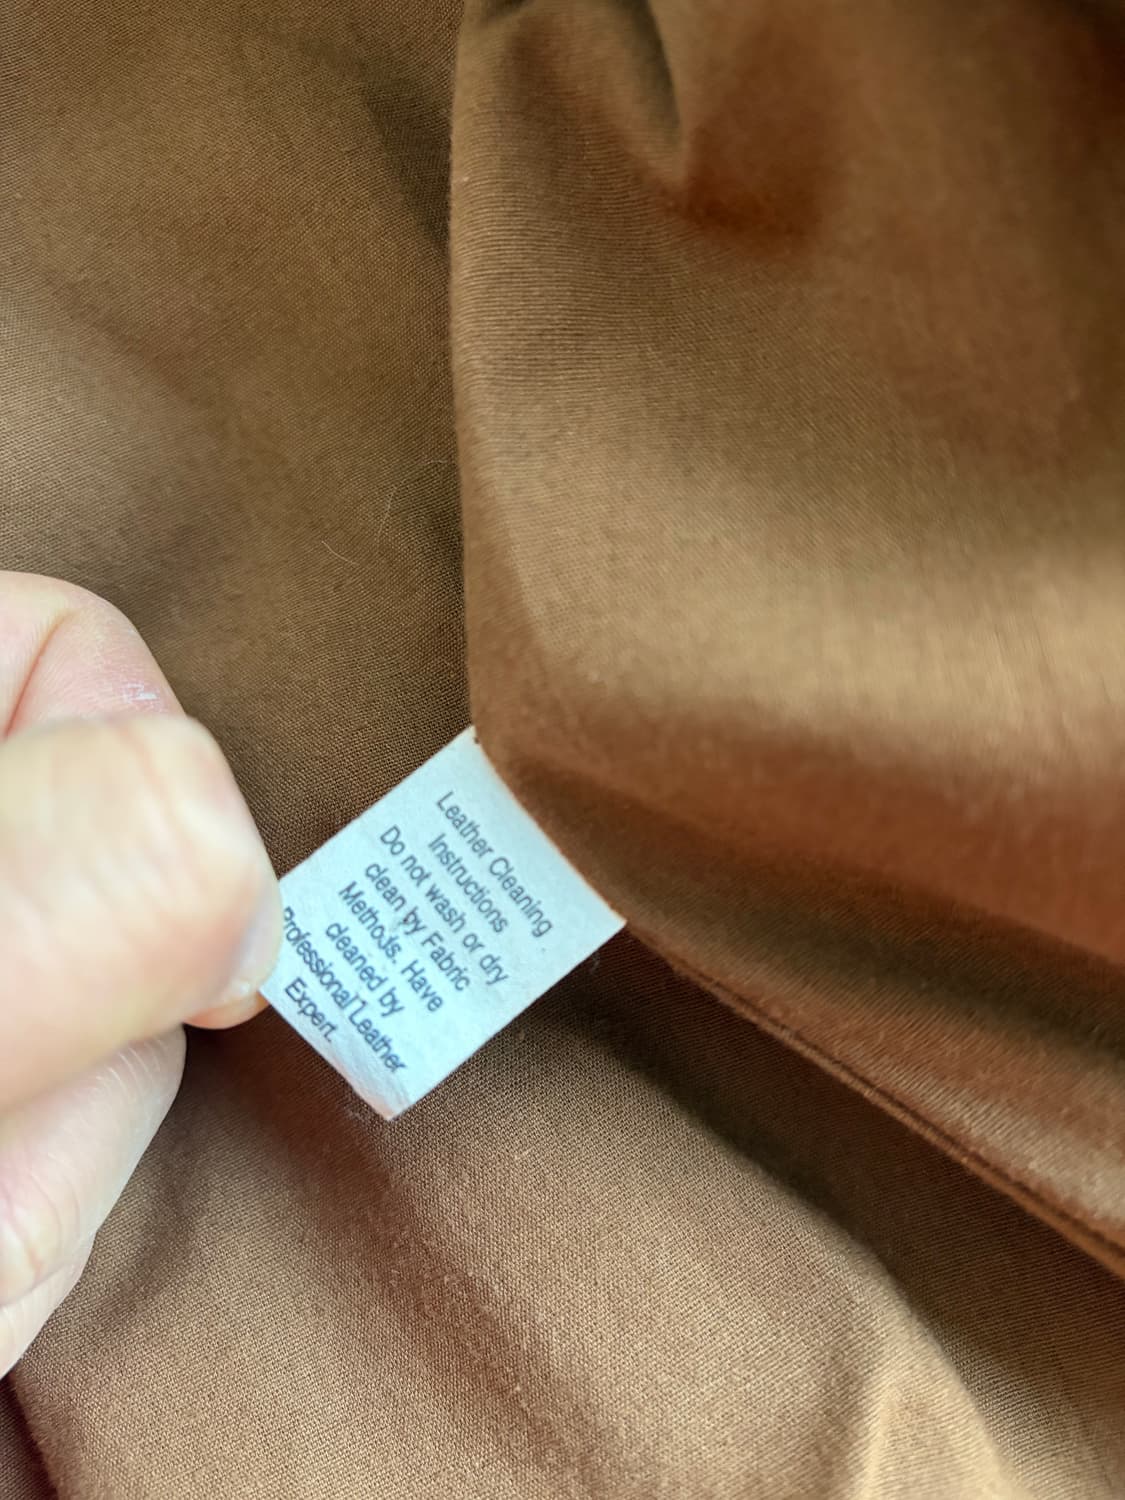 Leather Cleaning
Instructions
Do not wash or dry
clean by Fabric
Methods. Have
cleaned by
Professional Leather
Expert.